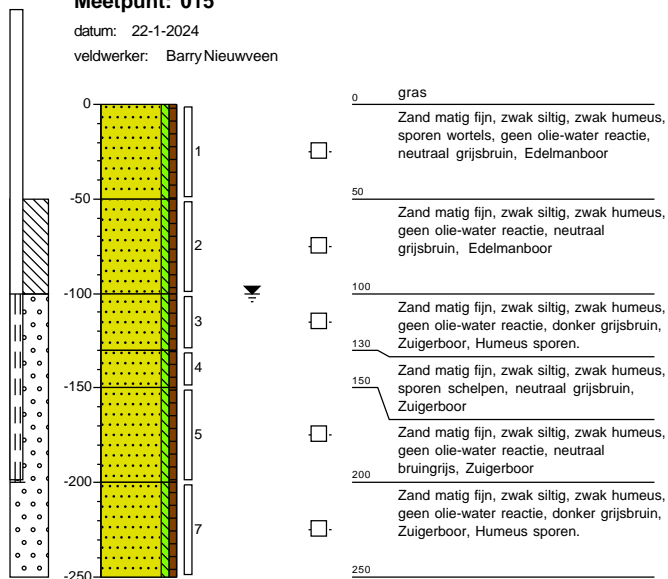 Meetpunt: 015
datum: 22-1-2024
veldwerker: Barry Nieuwveen
0
-50
-100
-150
-200
-250
1
2
3
4
5
7
0
gras
Zand matig fijn, zwak siltig, zwak humeus,
sporen wortels, geen olie-water reactie,
neutraal grijsbruin, Edelmanboor
50
Zand matig fijn, zwak siltig, zwak humeus,
geen olie-water reactie, neutraal
grijsbruin, Edelmanboor
100
Zand matig fijn, zwak siltig, zwak humeus,
geen olie-water reactie, donker grijsbruin,
Zuigerboor, Humeus sporen.
130
Zand matig fijn, zwak siltig, zwak humeus,
sporen schelpen, neutraal grijsbruin,
Zuigerboor
150
Zand matig fijn, zwak siltig, zwak humeus,
geen olie-water reactie, neutraal
bruingrijs, Zuigerboor
200
Zand matig fijn, zwak siltig, zwak humeus,
geen olie-water reactie, donker grijsbruin,
Zuigerboor, Humeus sporen.
250